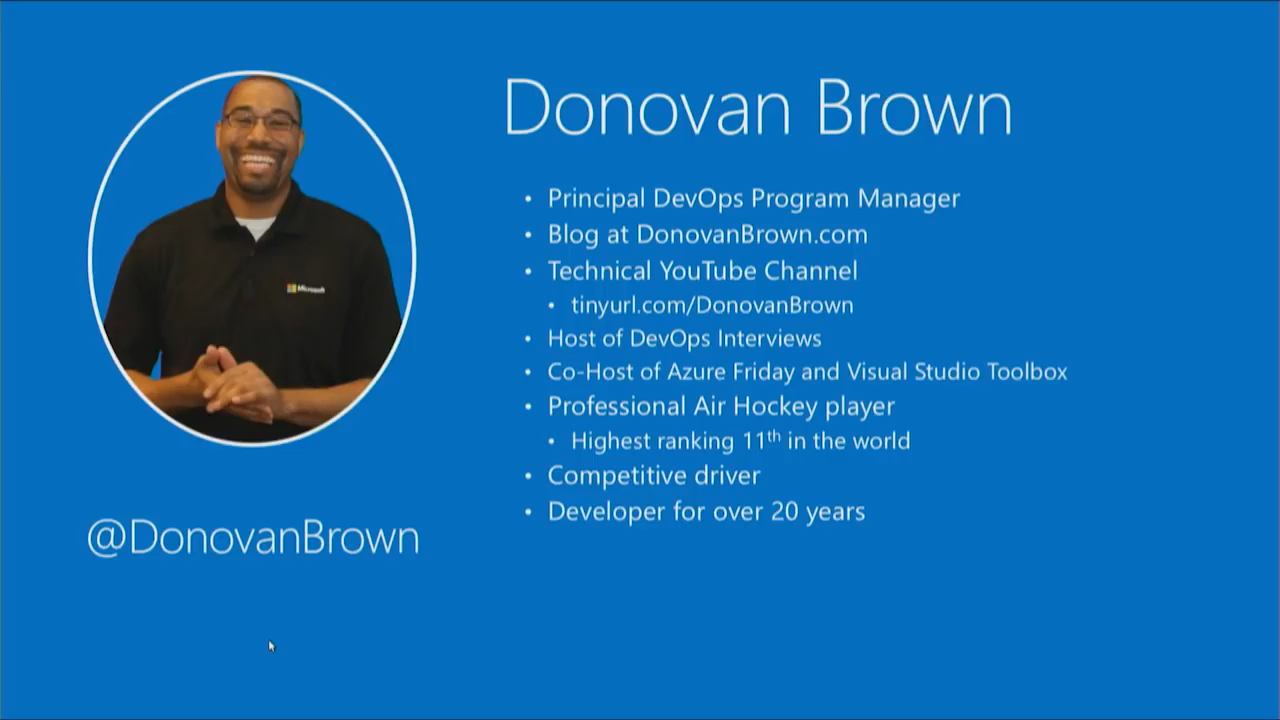 Donovan Brown
• Principal DevOps Program Manager
• Blog at DonovanBrown.com
• Technical YouTube Channel
• tinyurl.com/DonovanBrown
• Host of DevOps Interviews
• Co-Host of Azure Friday and Visual Studio Toolbox
• Professional Air Hockey player
• Highest ranking 11th in the world
• Competitive driver
• Developer for over 20 years
Microsoft
@DonovanBrown